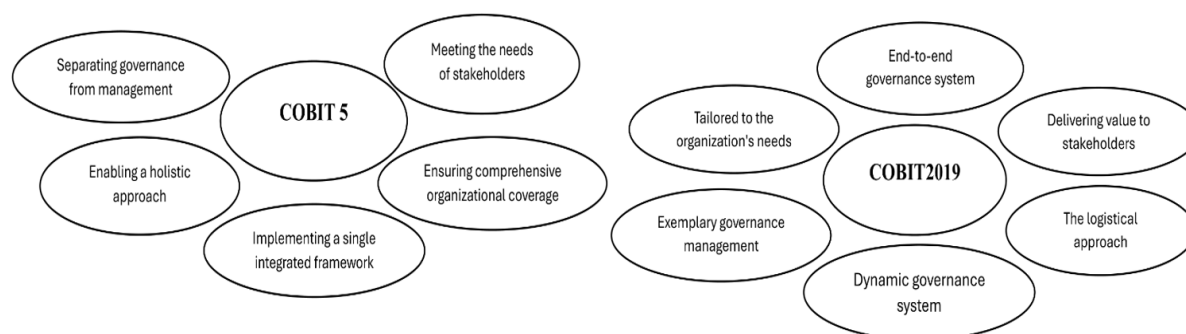 Separating governance
from management
Meeting the needs
of stakeholders
COBIT 5
Enabling a holistic
approach
Ensuring comprehensive
organizational coverage
Implementing a single
integrated framework
End-to-end
governance system
Tailored to the
organization's needs
Delivering value to
stakeholders
COBIT2019
Exemplary governance
management
The logistical
approach
Dynamic governance
system